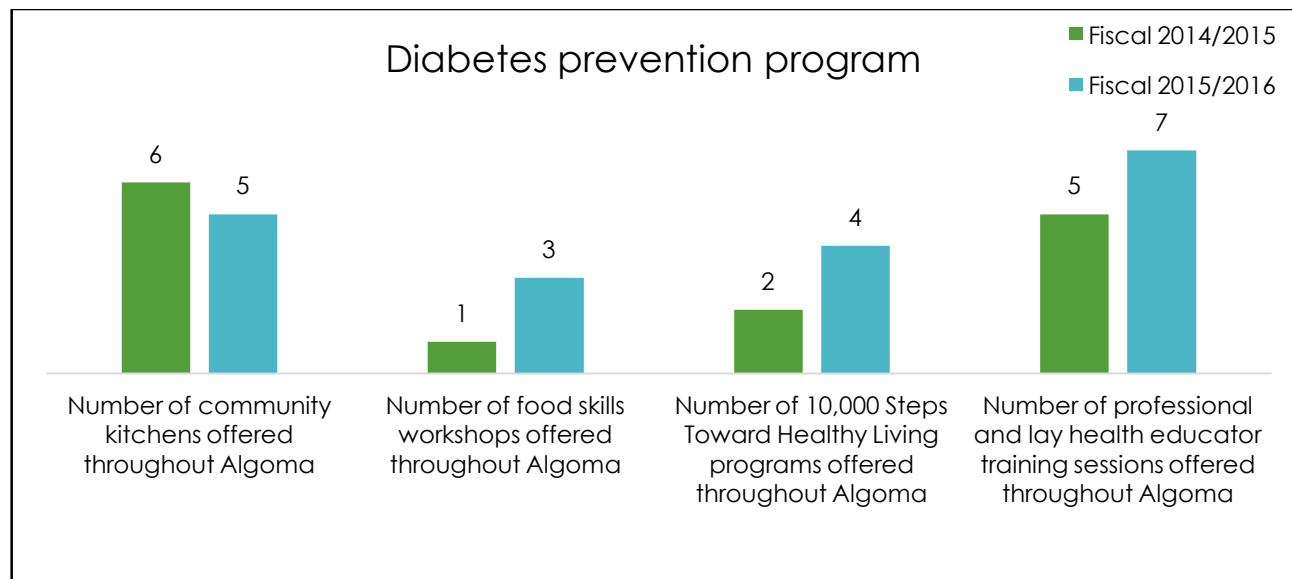 Diabetes prevention program
Fiscal 2014/2015
Fiscal 2015/2016
6
5
1
3
2
4
5
7
Number of community
kitchens offered
throughout Algoma
Number of food skills
workshops offered
throughout Algoma
Number of 10,000 Steps
Toward Healthy Living
programs offered
throughout Algoma
Number of professional
and lay health educator
training sessions offered
throughout Algoma